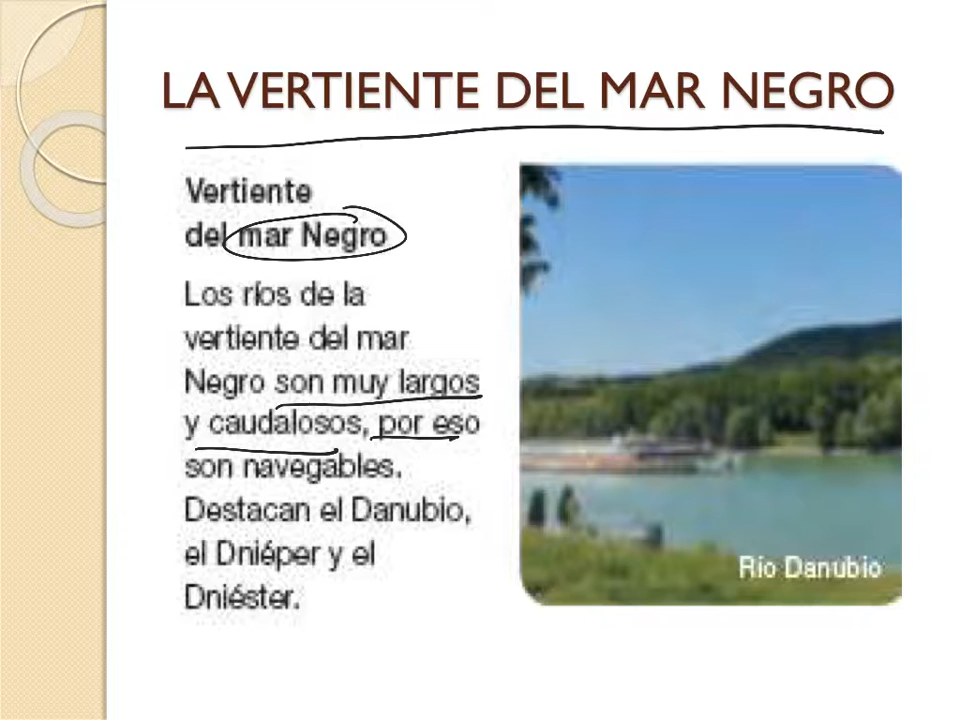 LA VERTIENTE DEL MAR NEGRO
Vertiente
del mar Negro
Los ríos de la
vertiente del mar
Negro son muy largos
y caudalosos, por eso
son navegables.
Destacan el Danubio,
el Dniéper y el
Dniéster.
Río Danubio